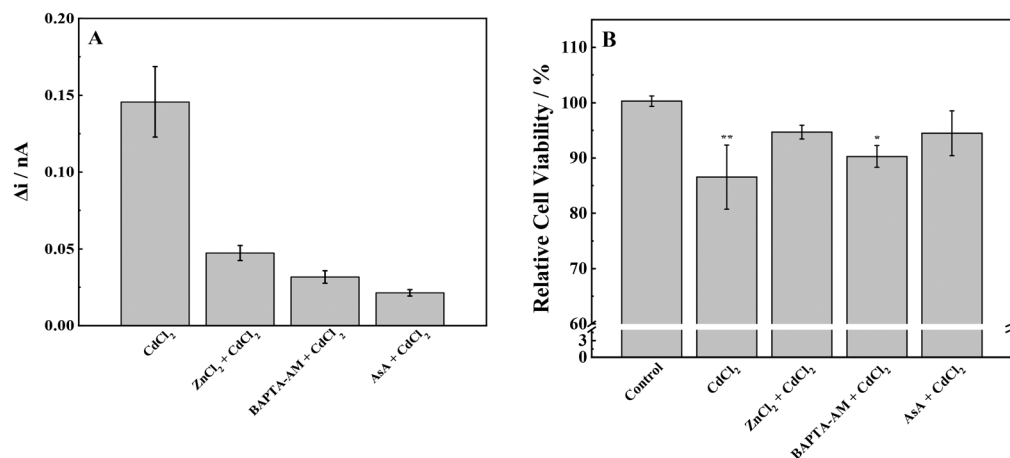 A
Δi / nA
0.20
0.15
0.10
0.05
0.00
CdCl₂
ZnCl₂ + CdCl₂
BAPTA-AM + CdCl₂
AsA + CdCl₂
B
Relative Cell Viability / %
110
100
90
80
70
60
3
0
**
*
Control
CdCl₂
ZnCl₂ + CdCl₂
BAPTA-AM + CdCl₂
AsA + CdCl₂